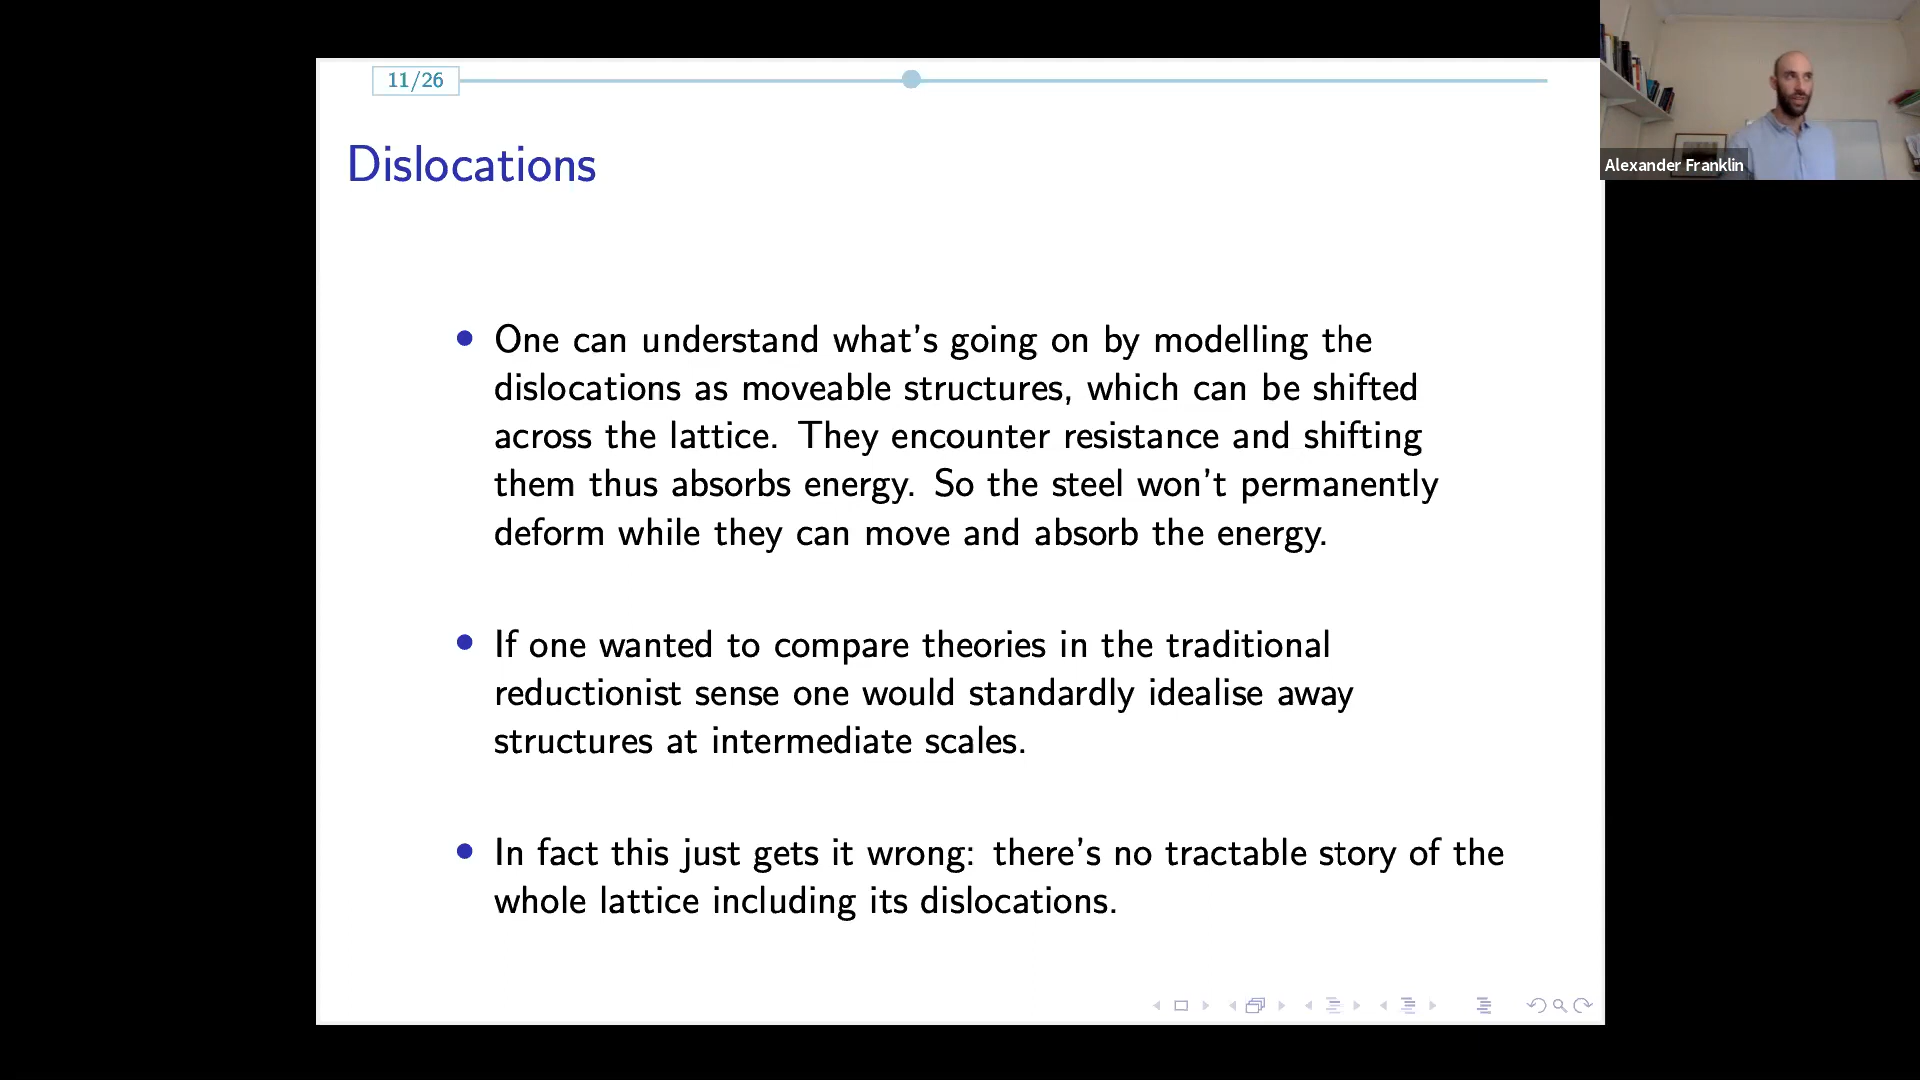 11/26
Alexander Franklin
Dislocations
• One can understand what's going on by modelling the
dislocations as moveable structures, which can be shifted
across the lattice. They encounter resistance and shifting
them thus absorbs energy. So the steel won't permanently
deform while they can move and absorb the energy.
• If one wanted to compare theories in the traditional
reductionist sense one would standardly idealise away
structures at intermediate scales.
• In fact this just gets it wrong: there's no tractable story of the
whole lattice including its dislocations.